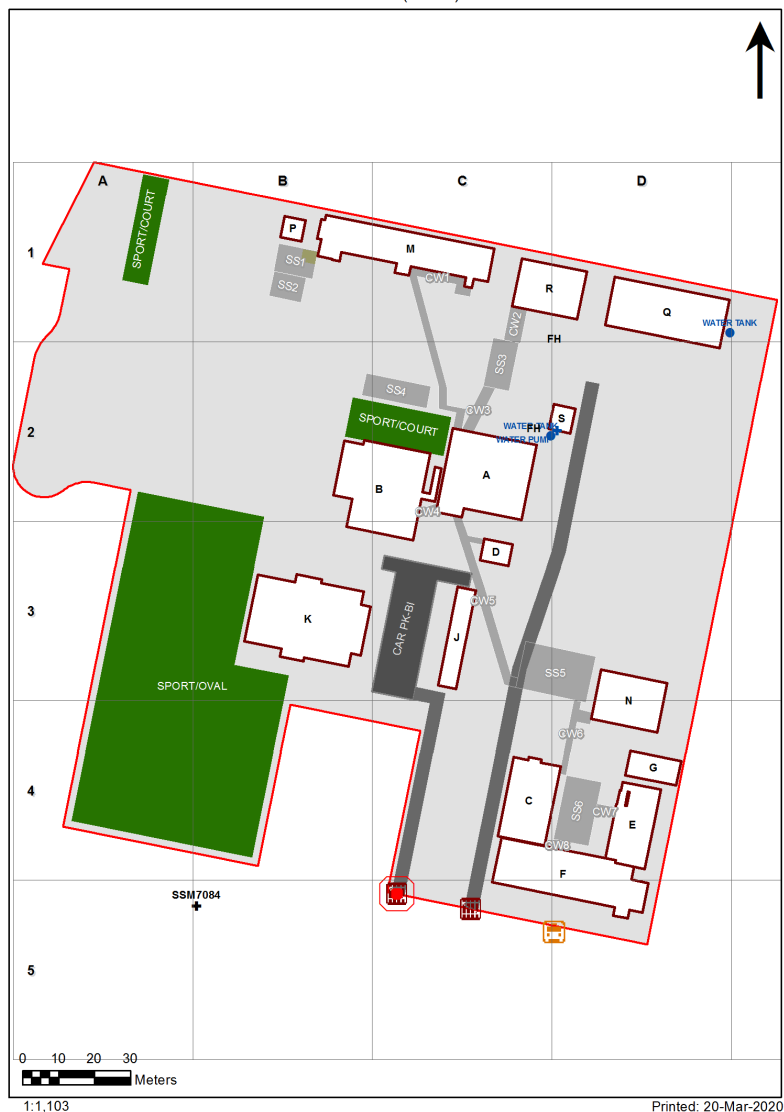 A
B
C
D
SPORT/COURT
P
M
1
SS1
CW1
R
SS2
Q
CW2
WATER TANK
FH
SS3
SS4
CW3
SPORT/COURT
S
WATER TANK
FH
2
WATER PUMP
A
B
CW4
D
CW5
3
K
CAR PK-BI
J
SS5
SPORT/OVAL
N
CW6
G
4
C
SS6
CW7
E
CW8
F
SSM7084
5
0 10 20 30
Meters
1:1,103
Printed: 20-Mar-2020